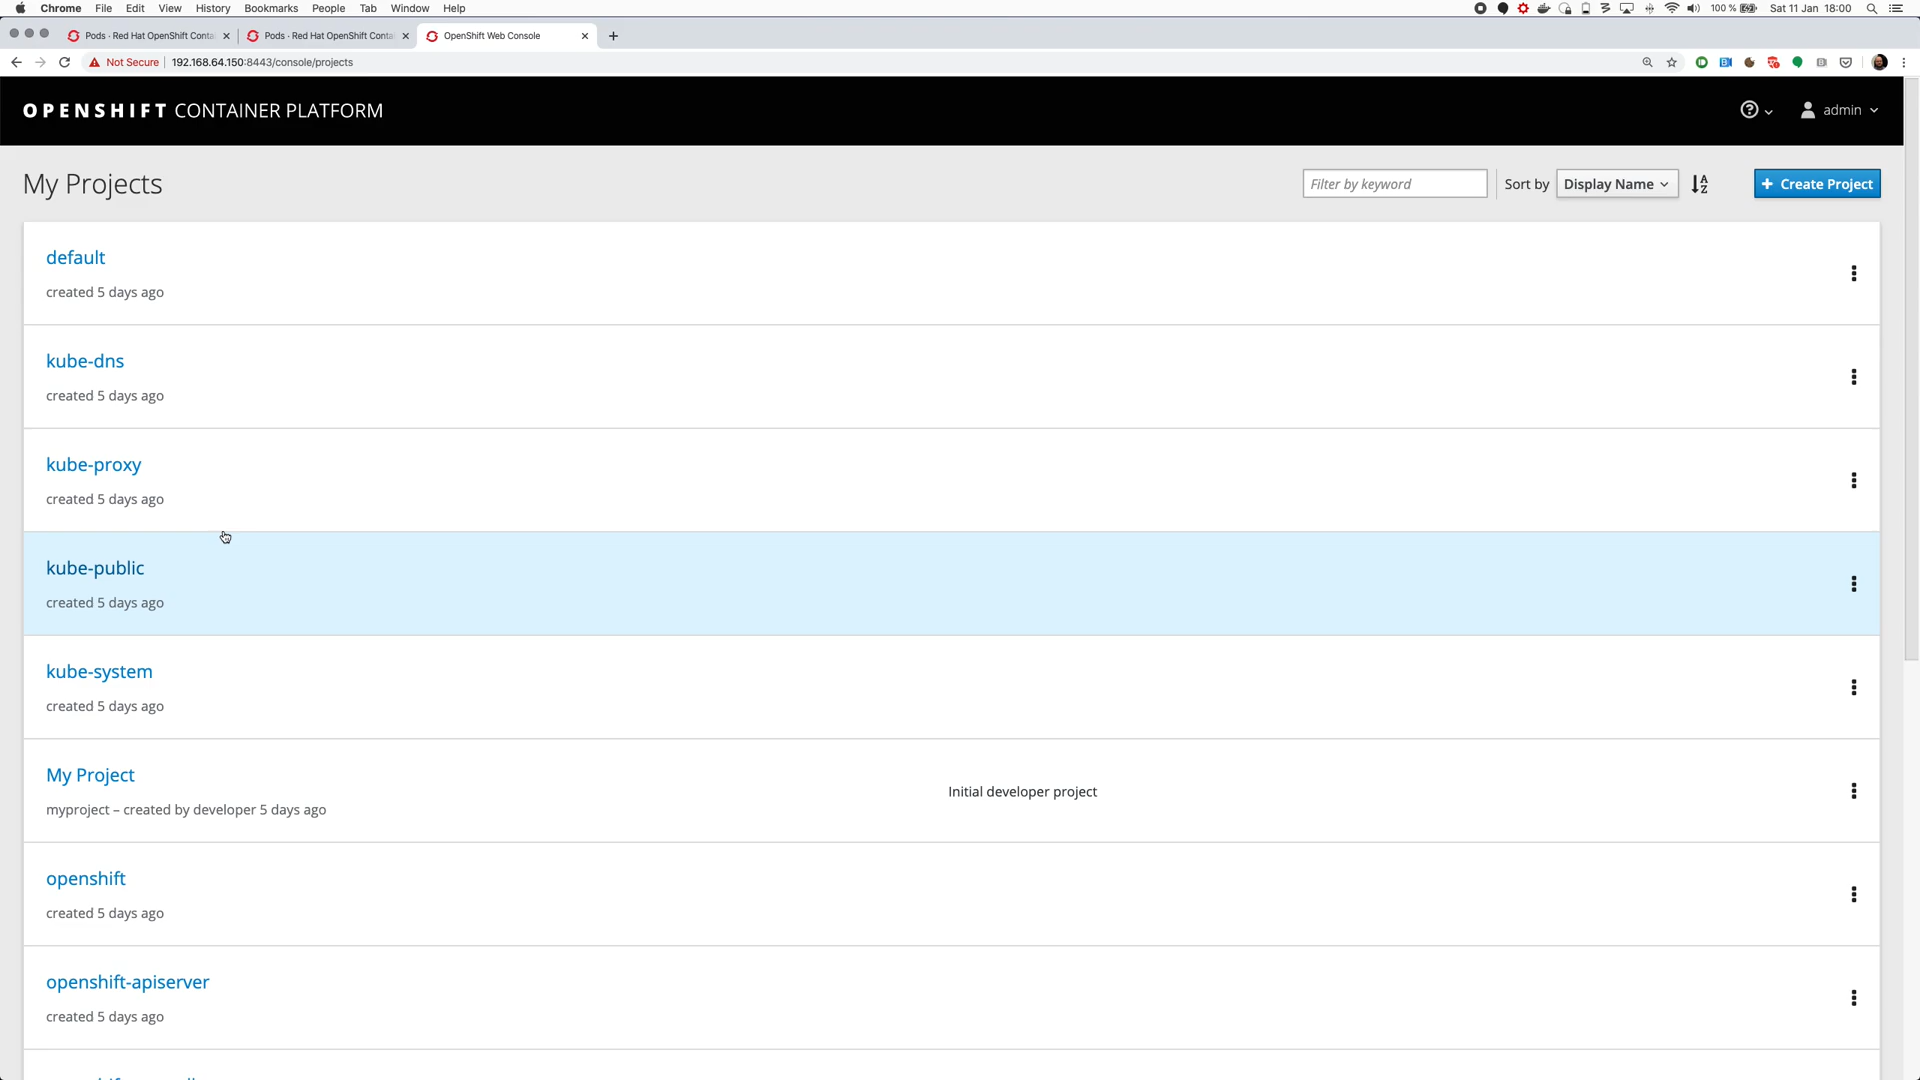 Chrome File Edit View History Bookmarks People Tab Window Help 100 % Sat 11 Jan 18:00
Pods · Red Hat OpenShift Conta Pods · Red Hat OpenShift Conta OpenShift Web Console
Not Secure 192.168.64.150:8443/console/projects
OPENSHIFT CONTAINER PLATFORM admin
My Projects Filter by keyword Sort by Display Name Create Project
default
created 5 days ago
kube-dns
created 5 days ago
kube-proxy
created 5 days ago
kube-public
created 5 days ago
kube-system
created 5 days ago
My Project
myproject – created by developer 5 days ago
Initial developer project
openshift
created 5 days ago
openshift-apiserver
created 5 days ago